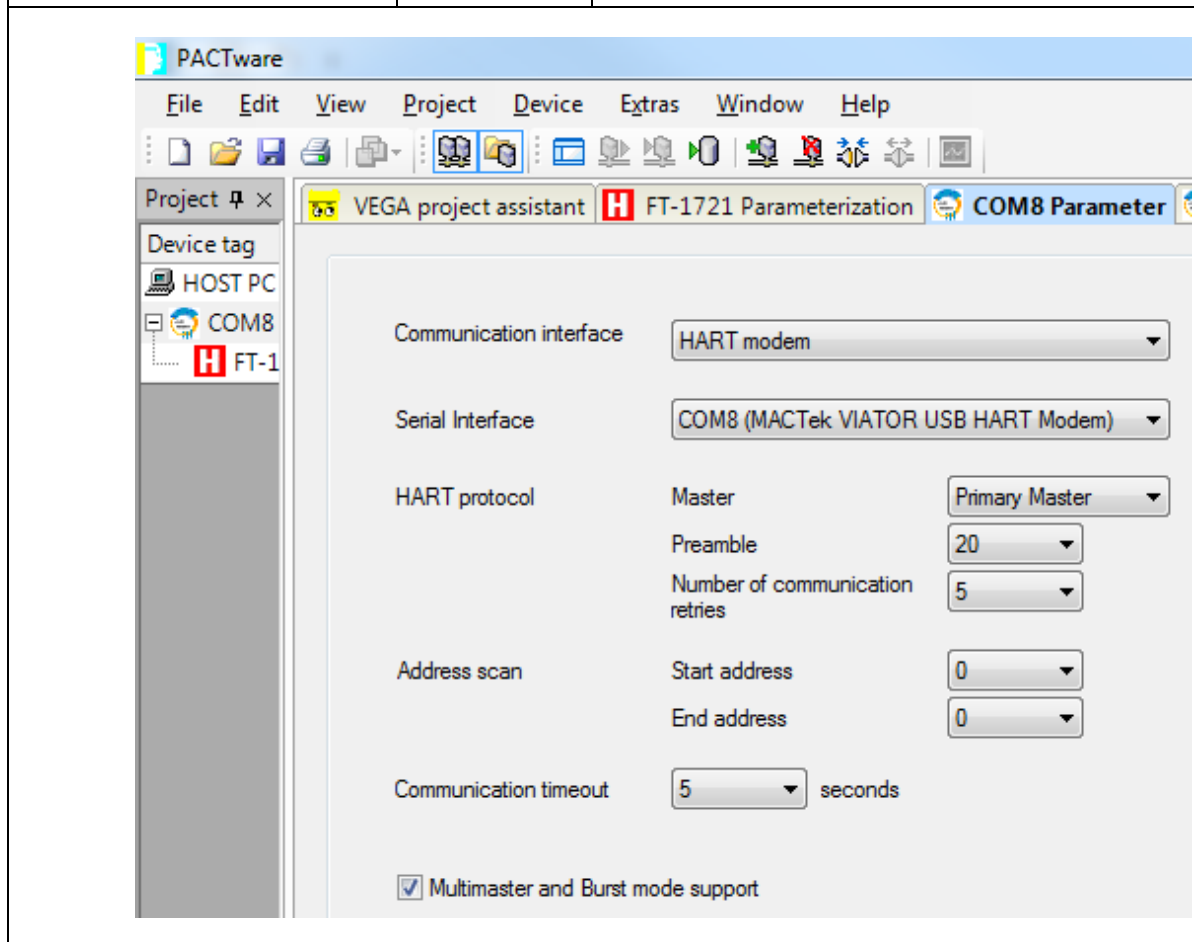 PACTware
File Edit View Project Device Extras Window Help
Project
VEGA project assistant FT-1721 Parameterization COM8 Parameter
Device tag
HOST PC
COM8
FT-1
Communication interface HART modem
Serial Interface COM8 (MACTek VIATOR USB HART Modem)
HART protocol Master Primary Master
Preamble 20
Number of communication
retries 5
Address scan Start address 0
End address 0
Communication timeout 5 seconds
Multimaster and Burst mode support